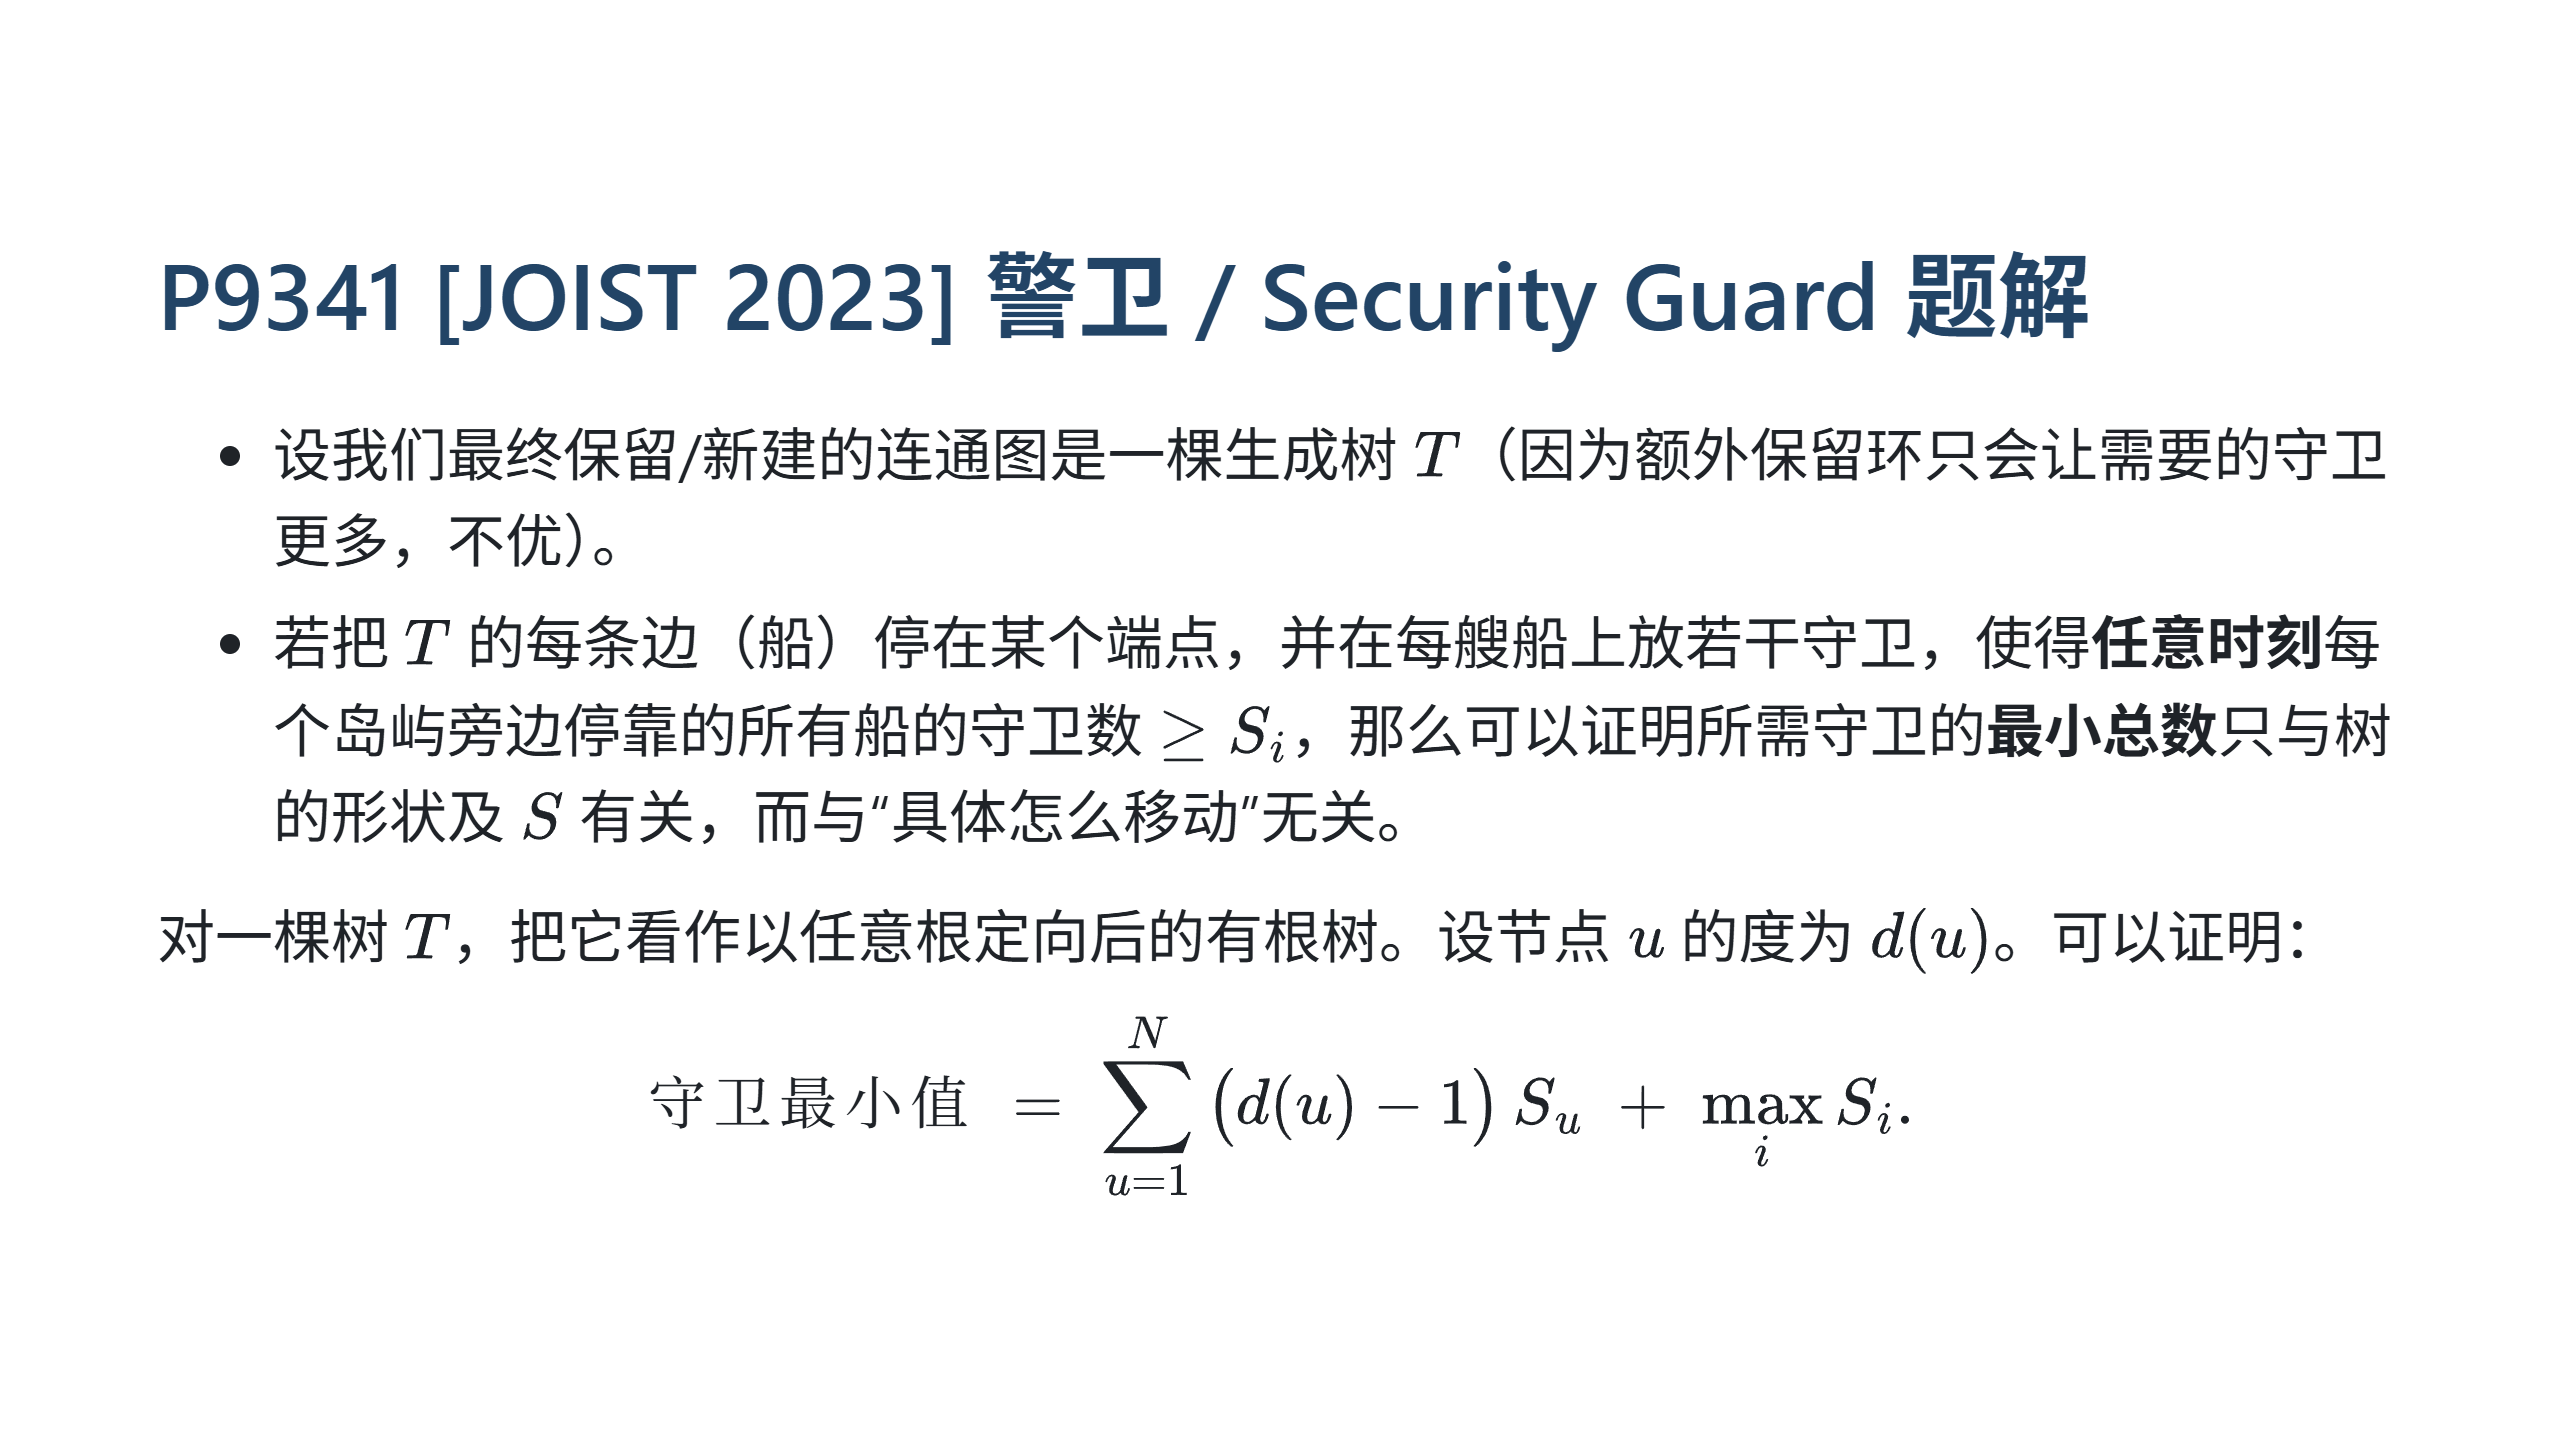 P9341 [JOIST 2023] 警卫 / Security Guard 题解
• 设我们最终保留/新建的连通图是一棵生成树 T（因为额外保留环只会让需要的守卫
更多，不优）。
• 若把 T 的每条边（船）停在某个端点，并在每艘船上放若干守卫，使得任意时刻每
个岛屿旁边停靠的所有船的守卫数 ≥ S_i，那么可以证明所需守卫的最小总数只与树
的形状及 S 有关，而与“具体怎么移动”无关。
对一棵树 T，把它看作以任意根定向后的有根树。设节点 u 的度为 d(u)。可以证明：
守卫最小值 = \sum_{u=1}^{N} (d(u) − 1) S_u + \max_i S_i.